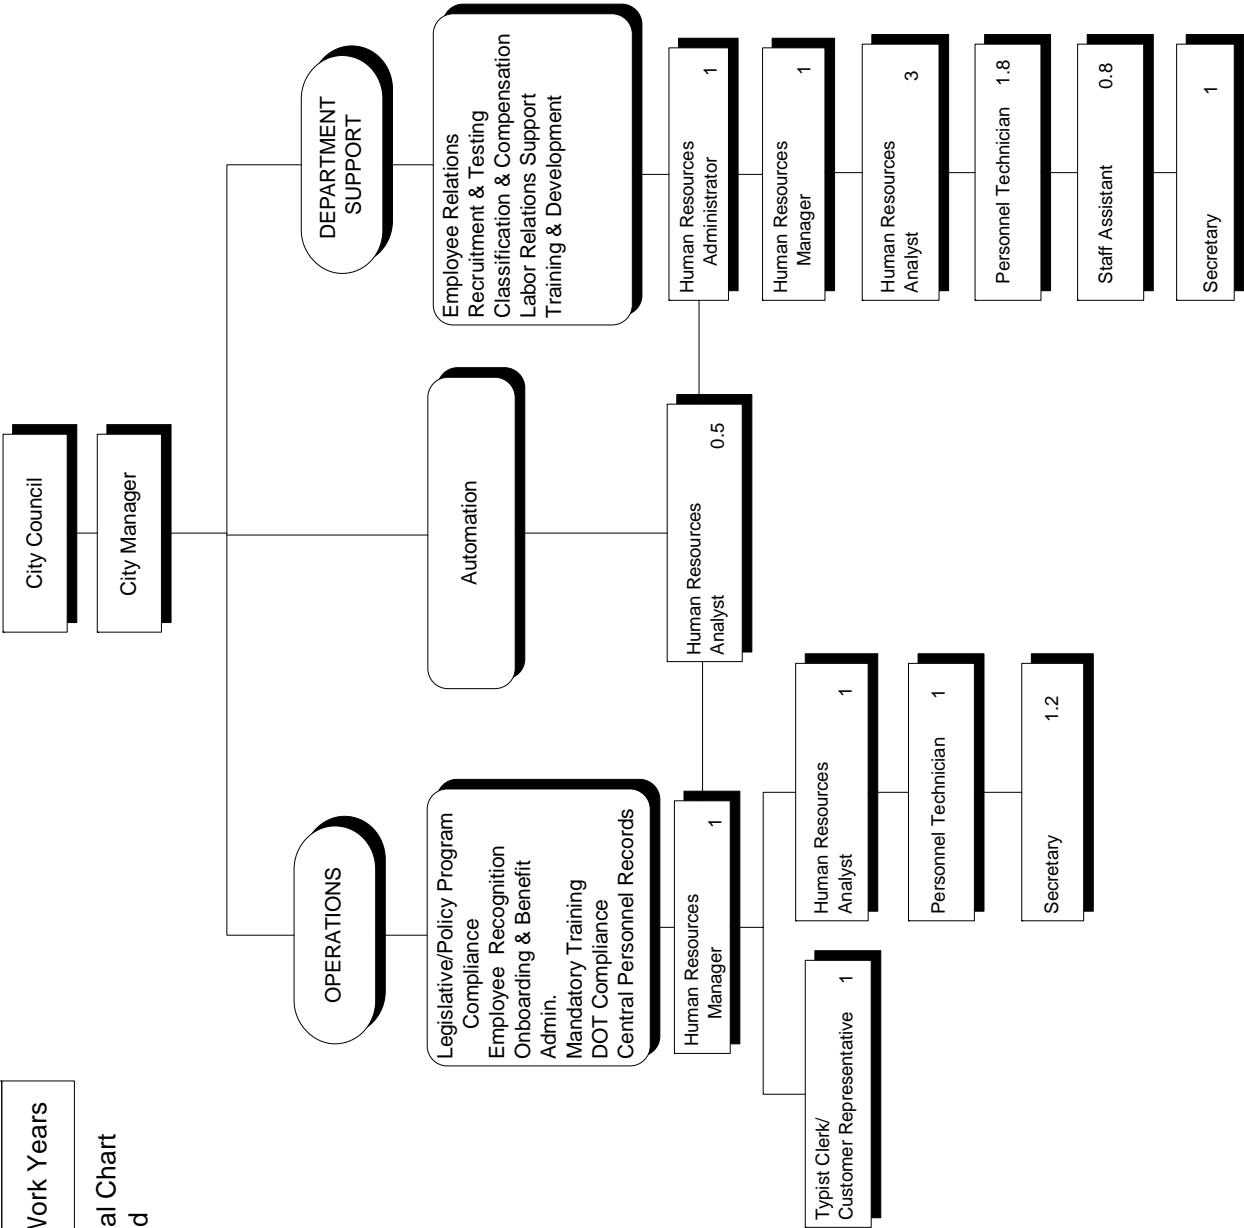 Work Years
al Chart
d
City Council
City Manager
OPERATIONS
Automation
DEPARTMENT
SUPPORT
Legislative/Policy Program
Compliance
Employee Recognition
Onboarding & Benefit
Admin.
Mandatory Training
DOT Compliance
Central Personnel Records
Employee Relations
Recruitment & Testing
Classification & Compensation
Labor Relations Support
Training & Development
Human Resources
Manager 1
Human Resources
Analyst 0.5
Human Resources
Administrator 1
Human Resources
Manager 1
Typist Clerk/
Customer Representative 1
Human Resources
Analyst 1
Human Resources
Analyst 3
Personnel Technician 1
Personnel Technician 1.8
Secretary 1.2
Staff Assistant 0.8
Secretary 1